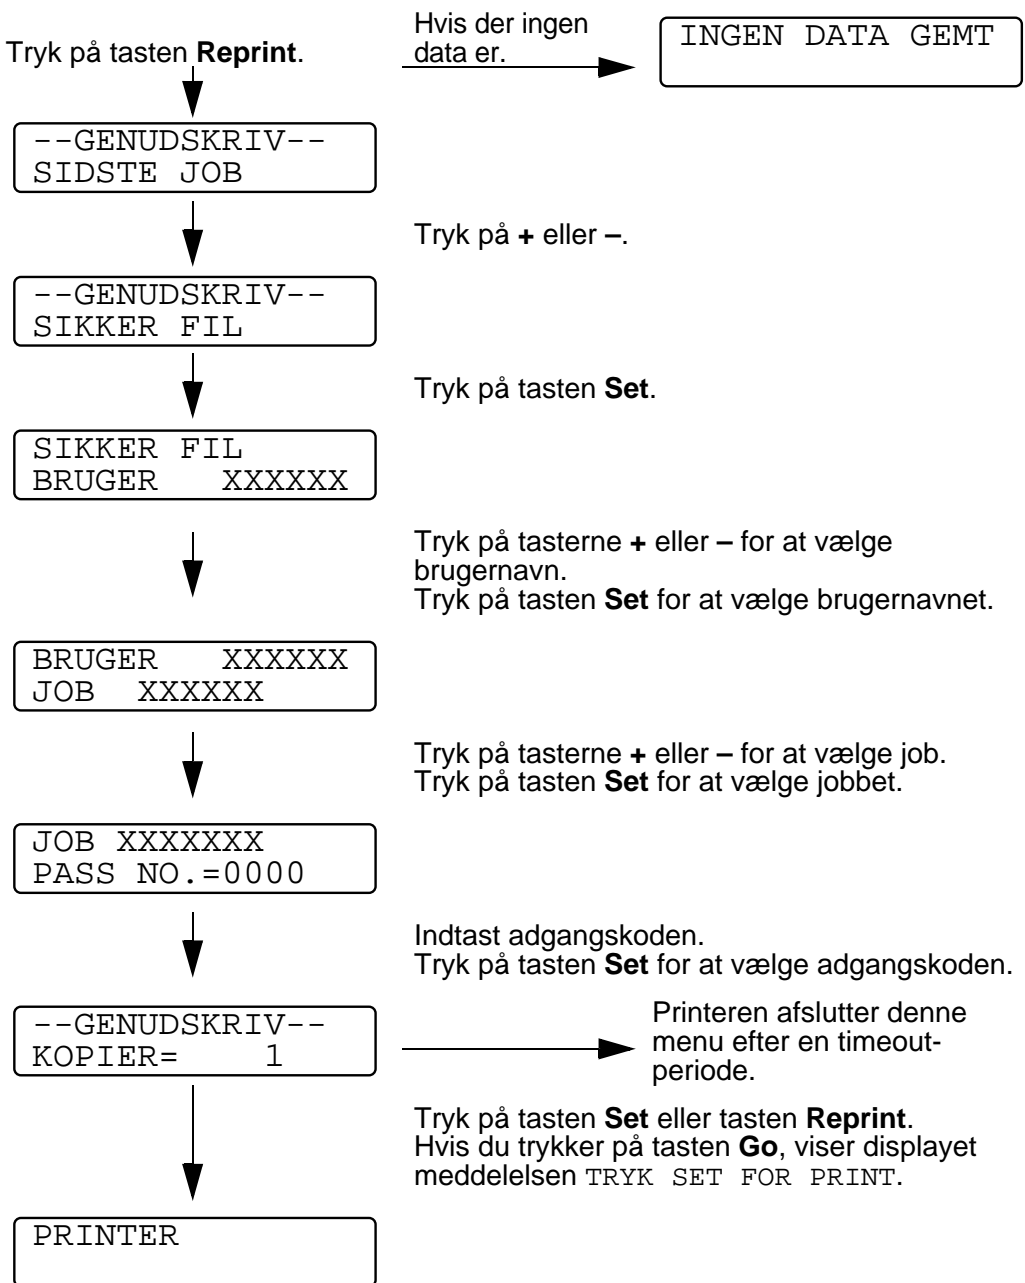 Tryk på tasten Reprint.
Hvis der ingen
data er.
INGEN DATA GEMT
--GENUDSKRIV--
SIDSTE JOB
Tryk på + eller –.
--GENUDSKRIV--
SIKKER FIL
Tryk på tasten Set.
SIKKER FIL
BRUGER XXXXXX
Tryk på tasterne + eller – for at vælge
brugernavn.
Tryk på tasten Set for at vælge brugernavnet.
BRUGER XXXXXX
JOB XXXXXX
Tryk på tasterne + eller – for at vælge job.
Tryk på tasten Set for at vælge jobbet.
JOB XXXXXXX
PASS NO.=0000
Indtast adgangskoden.
Tryk på tasten Set for at vælge adgangskoden.
--GENUDSKRIV--
KOPIER= 1
Printeren afslutter denne
menu efter en timeout-
periode.
Tryk på tasten Set eller tasten Reprint.
Hvis du trykker på tasten Go, viser displayet
meddelelsen TRYK SET FOR PRINT.
PRINTER